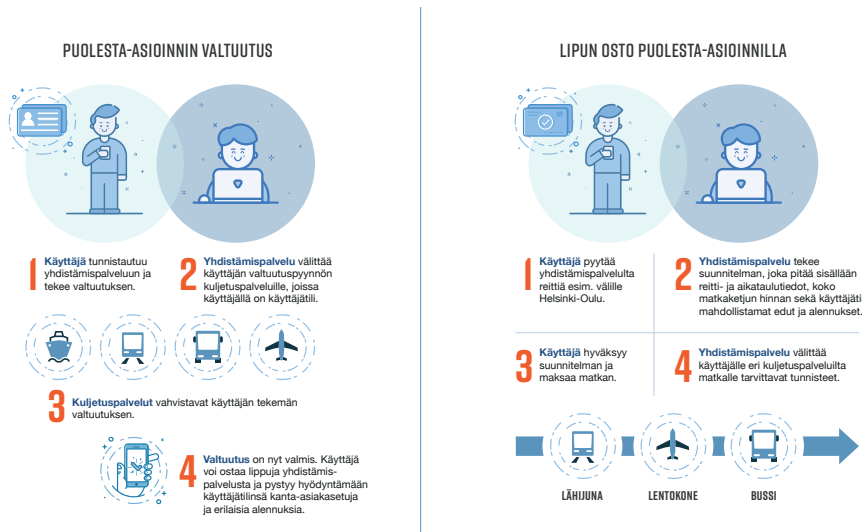 PUOLESTA-ASIOINNIN VALTUUTUS
1 Käyttäjä tunnistautuu
yhdistämispalveluun ja
tekee valtuutuksen.
2 Yhdistämispalvelu välittää
käyttäjän valtuutuspyynnön
kuljetuspalveluille, joissa
käyttäjällä on käyttäjätili.
3 Kuljetuspalvelut vahvistavat käyttäjän tekemän
valtuutuksen.
4 Valtuutus on nyt valmis. Käyttäjä
voi ostaa lippuja yhdistämis-
palvelusta ja pystyy hyödyntämään
käyttäjätilinsä kanta-asiakasetuja
ja erilaisia alennuksia.
LIPUN OSTO PUOLESTA-ASIOINNILLA
1 Käyttäjä pyytää
yhdistämispalvelulta
reittiä esim. välille
Helsinki-Oulu.
2 Yhdistämispalvelu tekee
suunnitelman, joka pitää sisällään
reitti- ja aikataulutiedot, koko
matkaketjun hinnan sekä käyttäjäti
mahdollistamat edut ja alennukset.
3 Käyttäjä hyväksyy
suunnitelman ja
maksaa matkan.
4 Yhdistämispalvelu välittää
käyttäjälle eri kuljetuspalveluilta
matkalle tarvittavat tunnisteet.
LÄHIJUNA
LENTOKONE
BUSSI